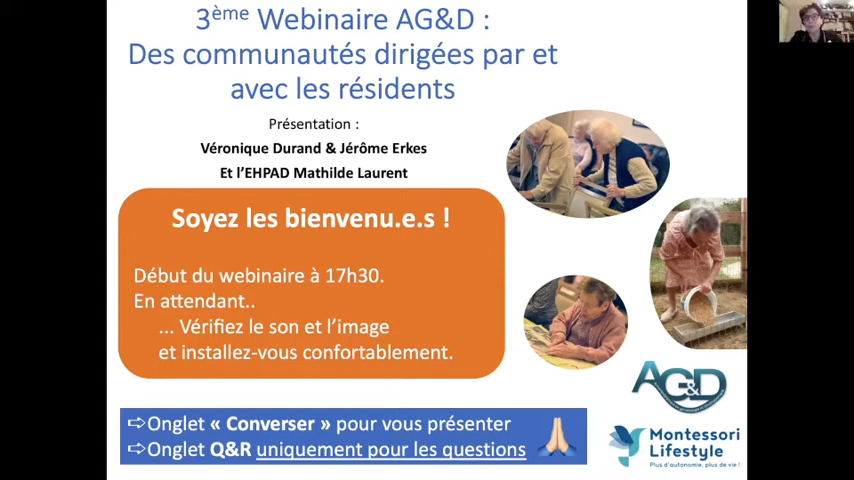 3ème Webinaire AG&D :
Des communautés dirigées par et
avec les résidents
Présentation :
Véronique Durand & Jérôme Erkes
Et l'EHPAD Mathilde Laurent
Soyez les bienvenu.e.s !
Début du webinaire à 17h30.
En attendant..
... Vérifiez le son et l'image
et installez-vous confortablement.
⇨Onglet « Converser » pour vous présenter
⇨Onglet Q&R uniquement pour les questions
AG&D
Montessori
Lifestyle
Plus d'autonomie, plus de vie !